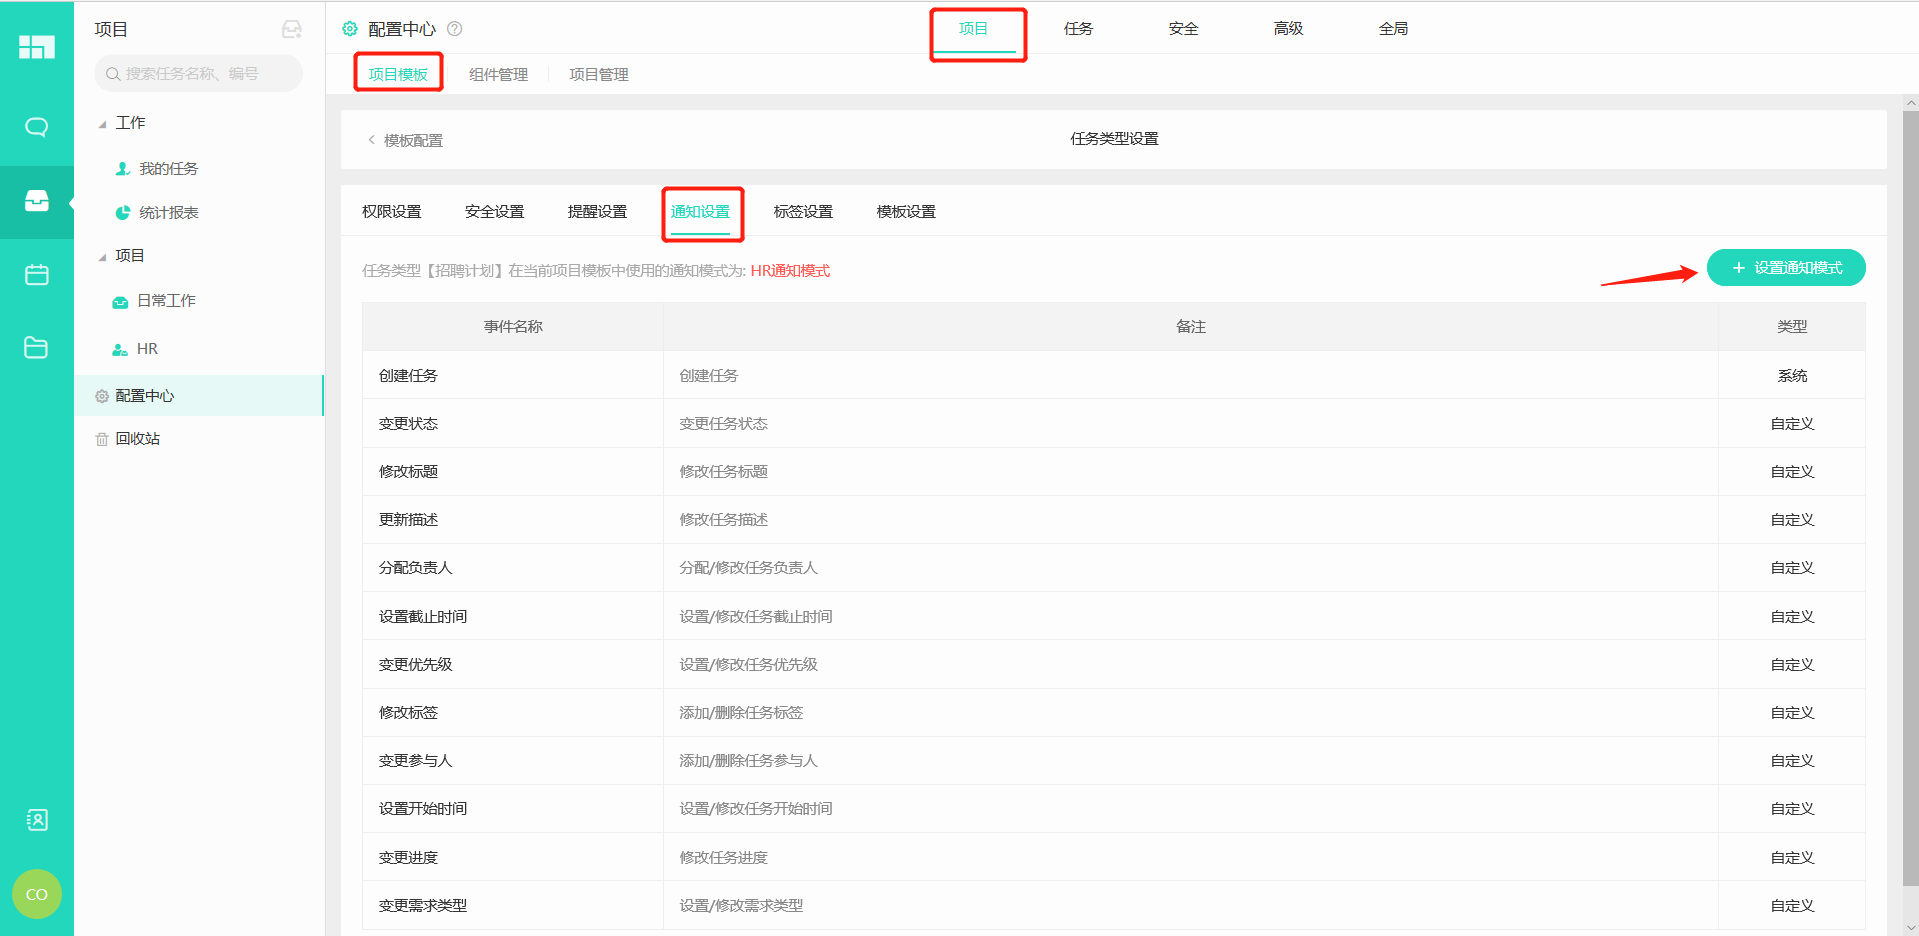 项目
搜索任务名称、编号
工作
我的任务
统计报表
项目
日常工作
HR
配置中心
回收站
CO
配置中心
项目 任务 安全 高级 全局
项目模板 组件管理 项目管理
模板配置
任务类型设置
权限设置 安全设置 提醒设置 通知设置 标签设置 模板设置
任务类型【招聘计划】在当前项目模板中使用的通知模式为: HR通知模式
+ 设置通知模式
事件名称 备注 类型
创建任务 创建任务 系统
变更状态 变更任务状态 自定义
修改标题 修改任务标题 自定义
更新描述 修改任务描述 自定义
分配负责人 分配/修改任务负责人 自定义
设置截止时间 设置/修改任务截止时间 自定义
变更优先级 设置/修改任务优先级 自定义
修改标签 添加/删除任务标签 自定义
变更参与人 添加/删除任务参与人 自定义
设置开始时间 设置/修改任务开始时间 自定义
变更进度 修改任务进度 自定义
变更需求类型 设置/修改需求类型 自定义